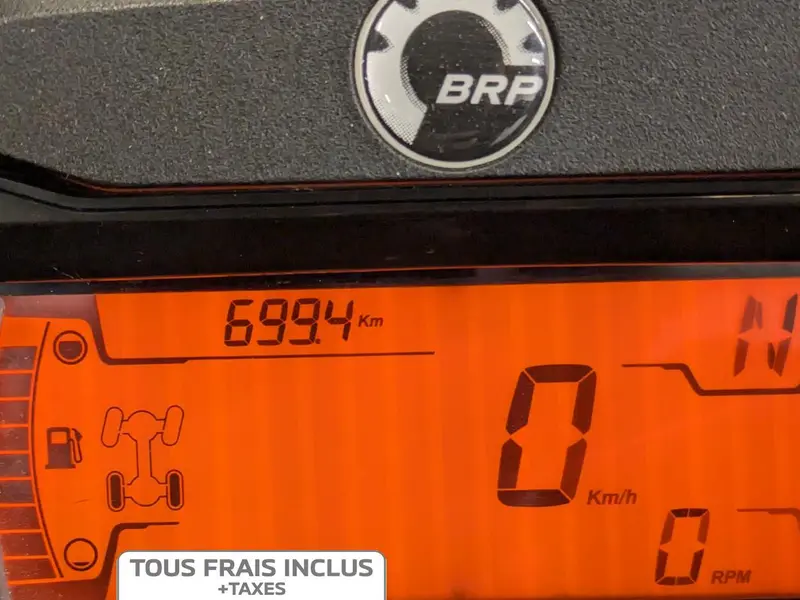 BRP
699.4 Km
N
0 Km/h
0 RPM
TOUS FRAIS INCLUS
+TAXES